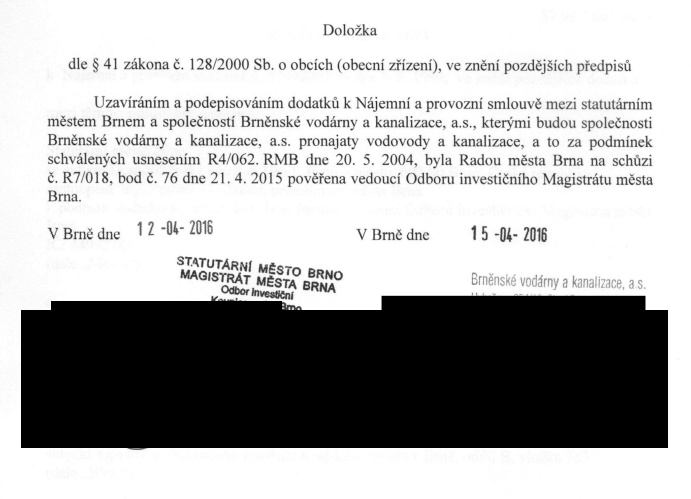 Doložka
dle § 41 zákona č. 128/2000 Sb. o obcích (obecní zřízení), ve znění pozdějších předpisů
Uzavíráním a podepisováním dodatků k Nájemní a provozní smlouvě mezi statutárním
městem Brnem a společností Brněnské vodárny a kanalizace, a.s., kterými budou společnosti
Brněnské vodárny a kanalizace, a.s. pronajaty vodovody a kanalizace, a to za podmínek
schválených usnesením R4/062. RMB dne 20. 5. 2004, byla Radou města Brna na schůzi
č. R7/018, bod č. 76 dne 21. 4. 2015 pověřena vedoucí Odboru investičního Magistrátu města
Brna.
V Brně dne 12 -04- 2016 V Brně dne 15 -04- 2016
STATUTÁRNÍ MĚSTO BRNO
MAGISTRÁT MĚSTA BRNA
Odbor investiční
Brněnské vodárny a kanalizace, a.s.